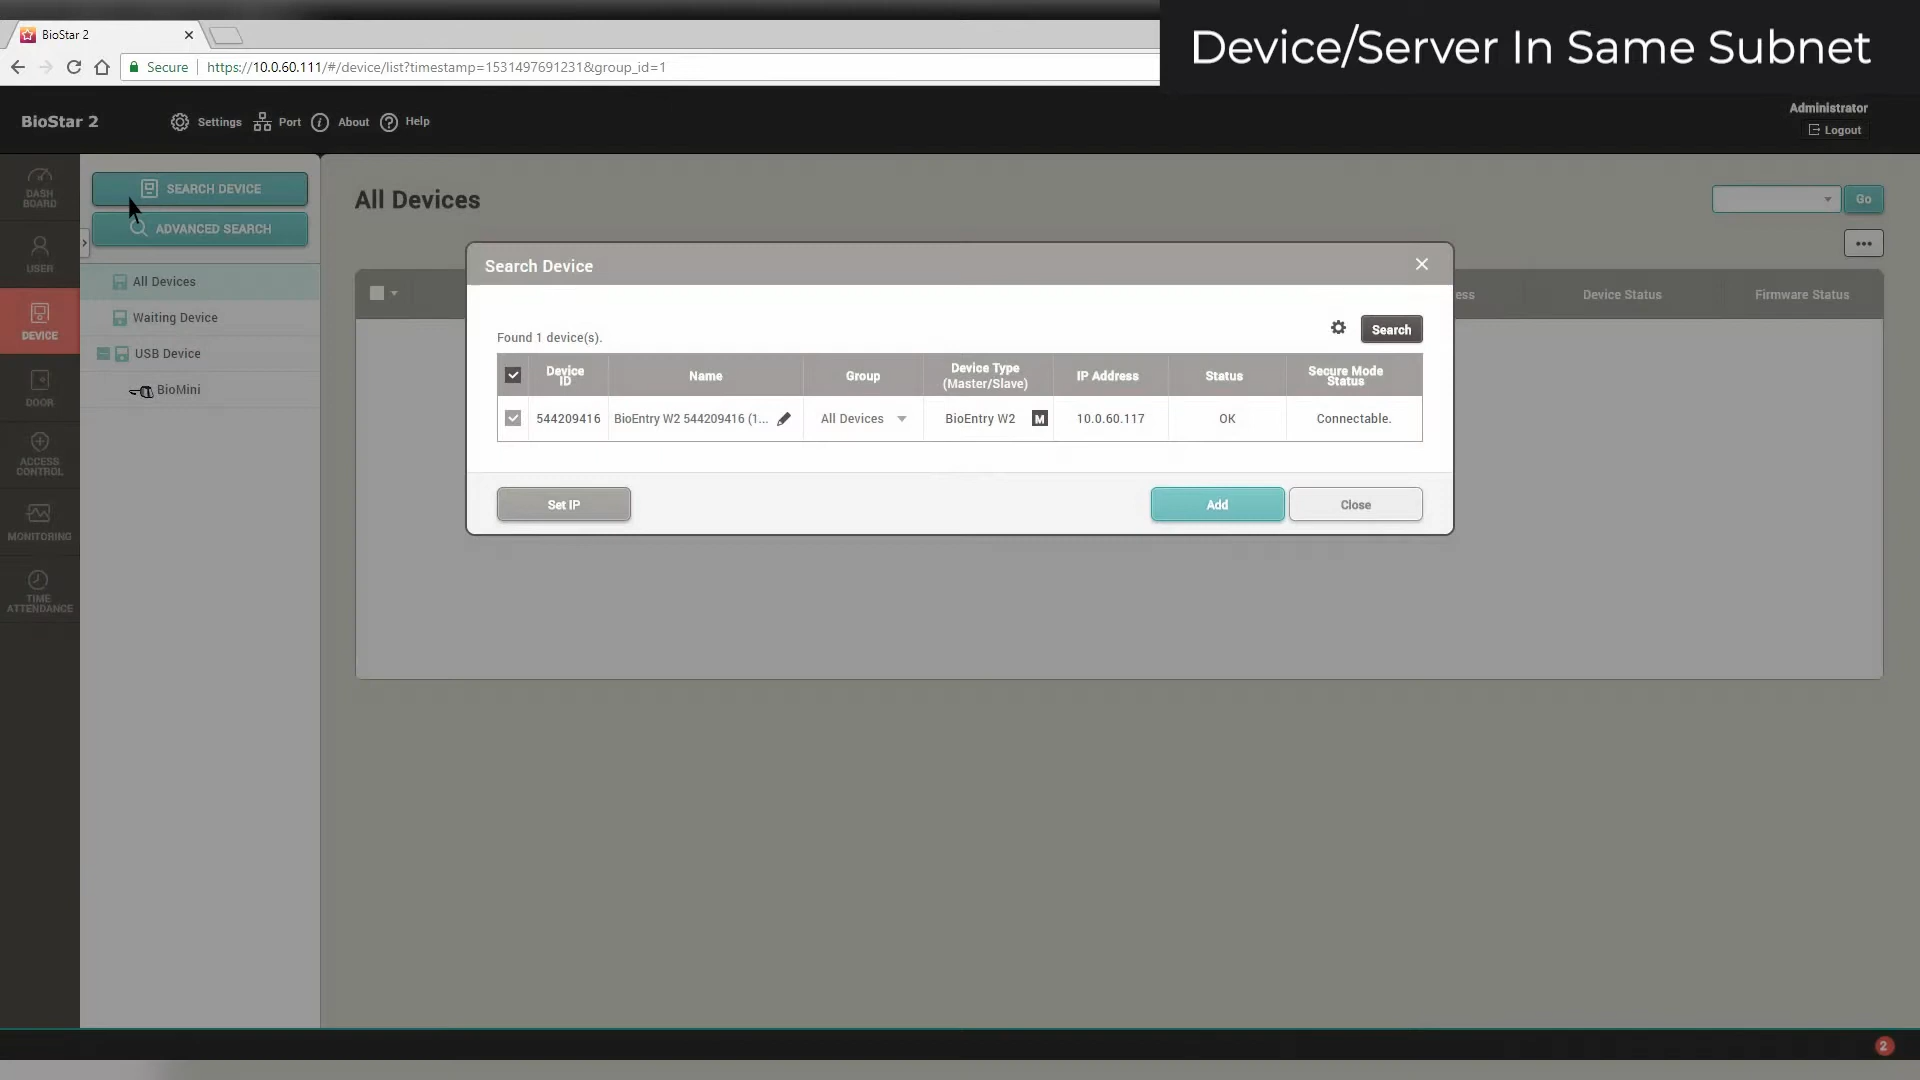 BioStar 2
Device/Server In Same Subnet
Secure
https://10.0.60.111/#/device/list?timestamp=1531497691231&group_id=1
BioStar 2
Settings
Port
About
Help
Administrator
Logout
DASH
BOARD
USER
DEVICE
DOOR
ACCESS
CONTROL
MONITORING
TIME
ATTENDANCE
SEARCH DEVICE
ADVANCED SEARCH
All Devices
Waiting Device
USB Device
BioMini
All Devices
Go
ess
Device Status
Firmware Status
Search Device
Found 1 device(s).
Search
Device
ID
Name
Group
Device Type
(Master/Slave)
IP Address
Status
Secure Mode
Status
544209416
BioEntry W2 544209416 (1...
All Devices
BioEntry W2
M
10.0.60.117
OK
Connectable.
Set IP
Add
Close
2